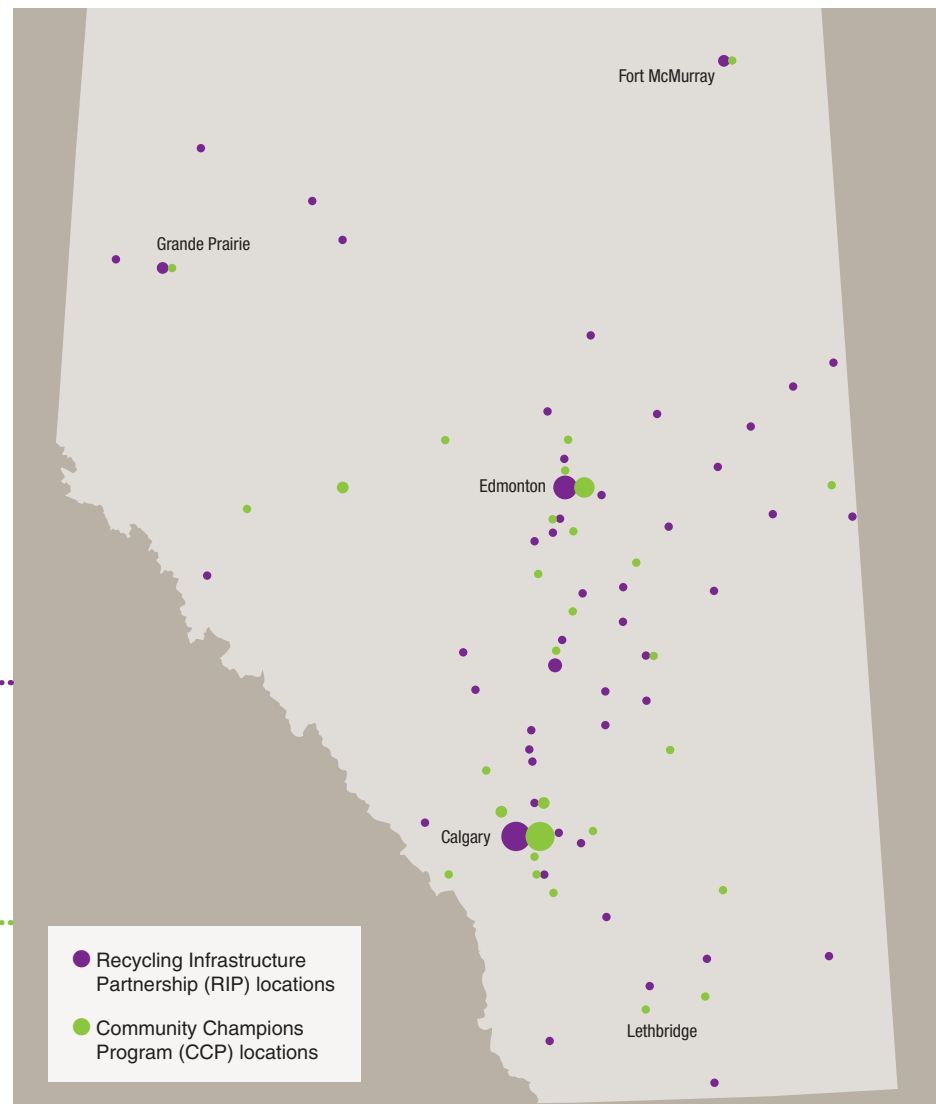 Fort McMurray
Grande Prairie
Edmonton
Calgary
Lethbridge
Recycling Infrastructure
Partnership (RIP) locations
Community Champions
Program (CCP) locations